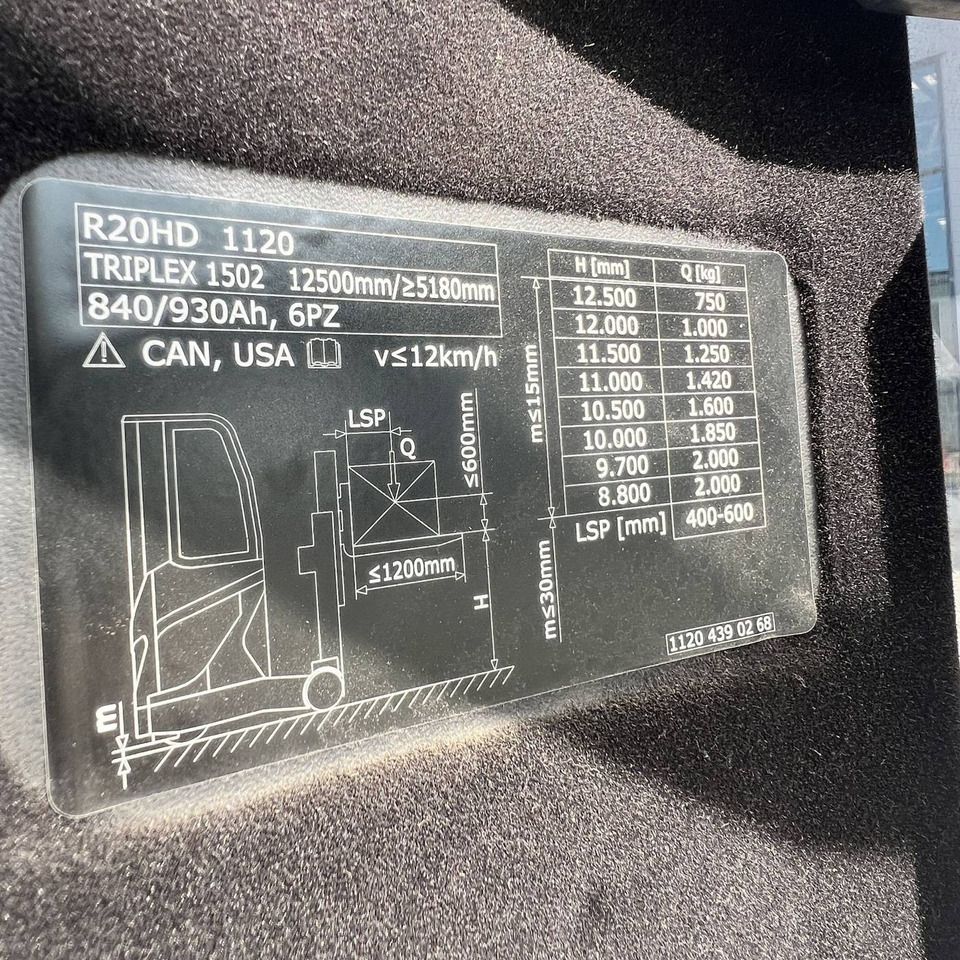 R20HD 1120
TRIPLEX 1502 12500mm/≥5180mm
840/930Ah, 6PZ
CAN, USA v≤12km/h
H [mm] Q [kg]
12.500 750
12.000 1.000
11.500 1.250
11.000 1.420
10.500 1.600
10.000 1.850
9.700 2.000
8.800 2.000
LSP [mm] 400-600
m≤15mm
m≤30mm
LSP
Q
≤600mm
≤1200mm
H
m
1120 439 02 68